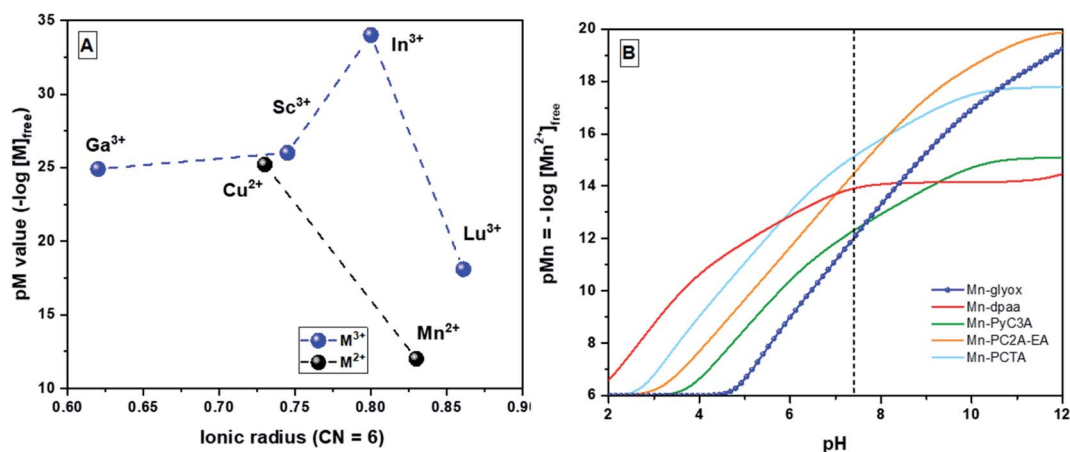 A
pM value (-log [M]free)
35
30
25
20
15
10
Ga³⁺
Sc³⁺
In³⁺
Cu²⁺
Lu³⁺
Mn²⁺
M³⁺
M²⁺
0.60 0.65 0.70 0.75 0.80 0.85 0.90
Ionic radius (CN = 6)
B
pMn = - log [Mn²⁺]free
20
18
16
14
12
10
8
6
Mn-glyox
Mn-dpaa
Mn-PyC3A
Mn-PC2A-EA
Mn-PCTA
2 4 6 8 10 12
pH